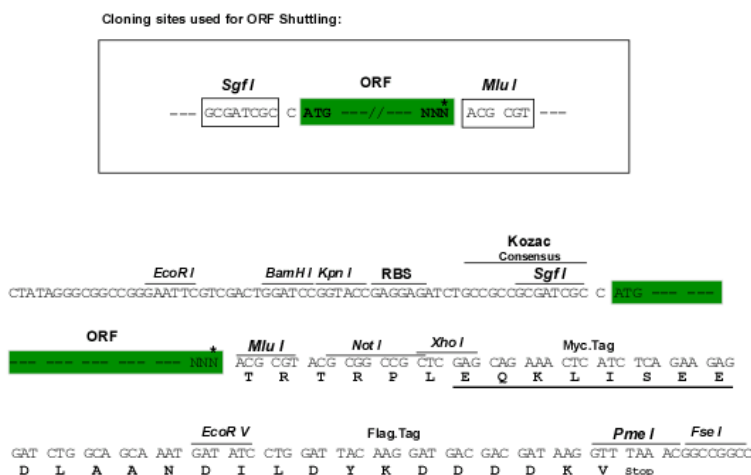 Cloning sites used for ORF Shuttling:
Sgf I ORF Mlu I
--- GCGATCGC C ATG ---//--- NNN* ACG CGT ---
Kozac
Consensus
EcoR I BamH I Kpn I RBS Sgf I
CTATAGGGCGGCCGGGAATTCGTCGACTGGATCCGGTACCGAGGAGATCTGCCGCCGCGATCGC C ATG --- ---
ORF Mlu I Not I Xho I Myc.Tag
--- --- --- --- --- --- NNN* ACG CGT ACG CGG CCG CTC GAG CAG AAA CTC ATC TCA GAA GAG
T R T R P L E Q K L I S E E
EcoR V Flag.Tag Pme I Fse I
GAT CTG GCA GCA AAT GAT ATC CTG GAT TAC AAG GAT GAC GAC GAT AAG GTT TAA ACGGCCGGCC
D L A A N D I L D Y K D D D D K V Stop